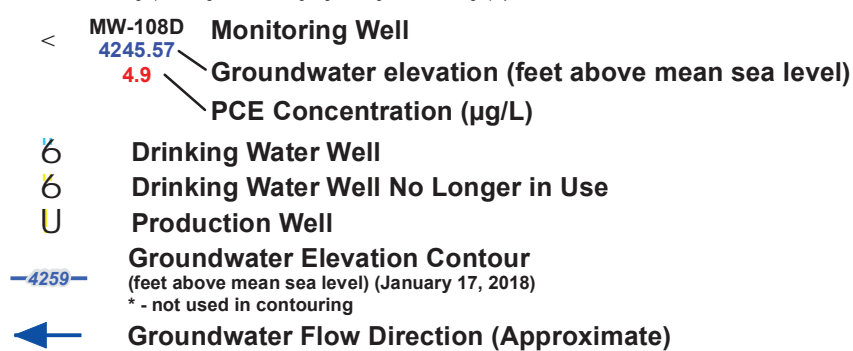 < MW-108D Monitoring Well
4245.57
4.9 Groundwater elevation (feet above mean sea level)
PCE Concentration (µg/L)
6 Drinking Water Well
6 Drinking Water Well No Longer in Use
U Production Well
Groundwater Elevation Contour
4259 (feet above mean sea level) (January 17, 2018)
* - not used in contouring
Groundwater Flow Direction (Approximate)